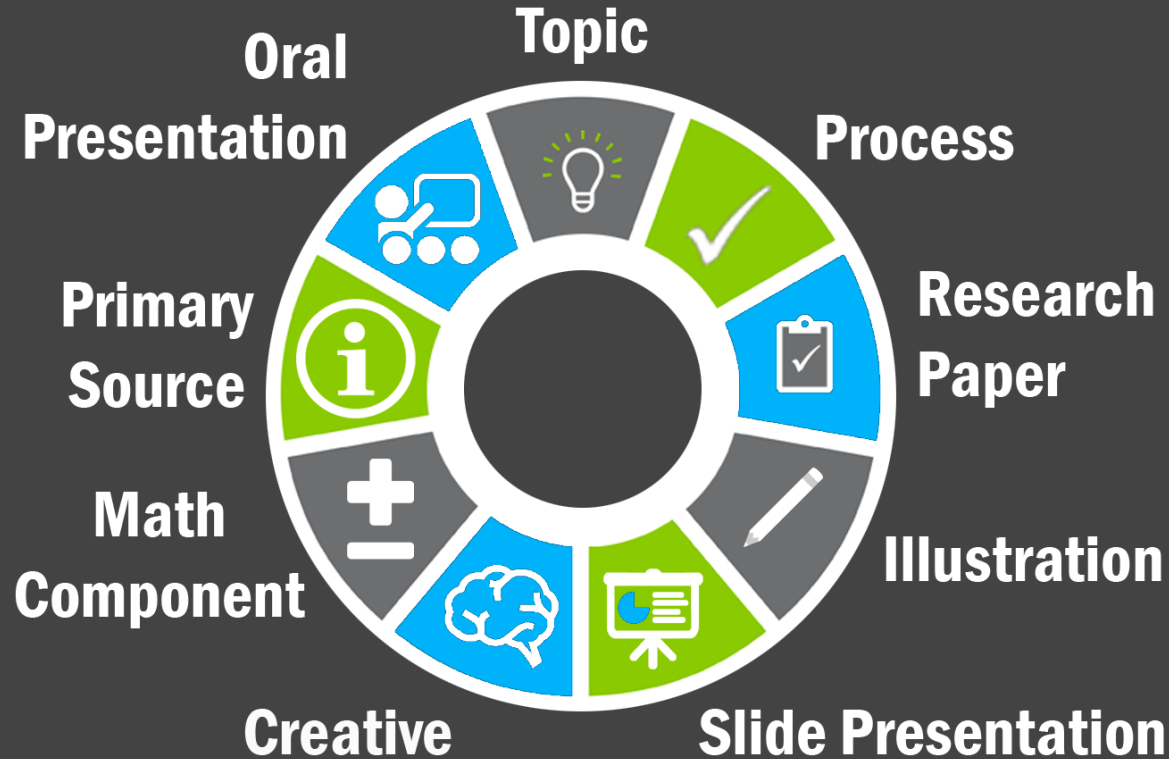 Topic
Process
Research
Paper
Illustration
Slide Presentation
Creative
Math
Component
Primary
Source
Oral
Presentation